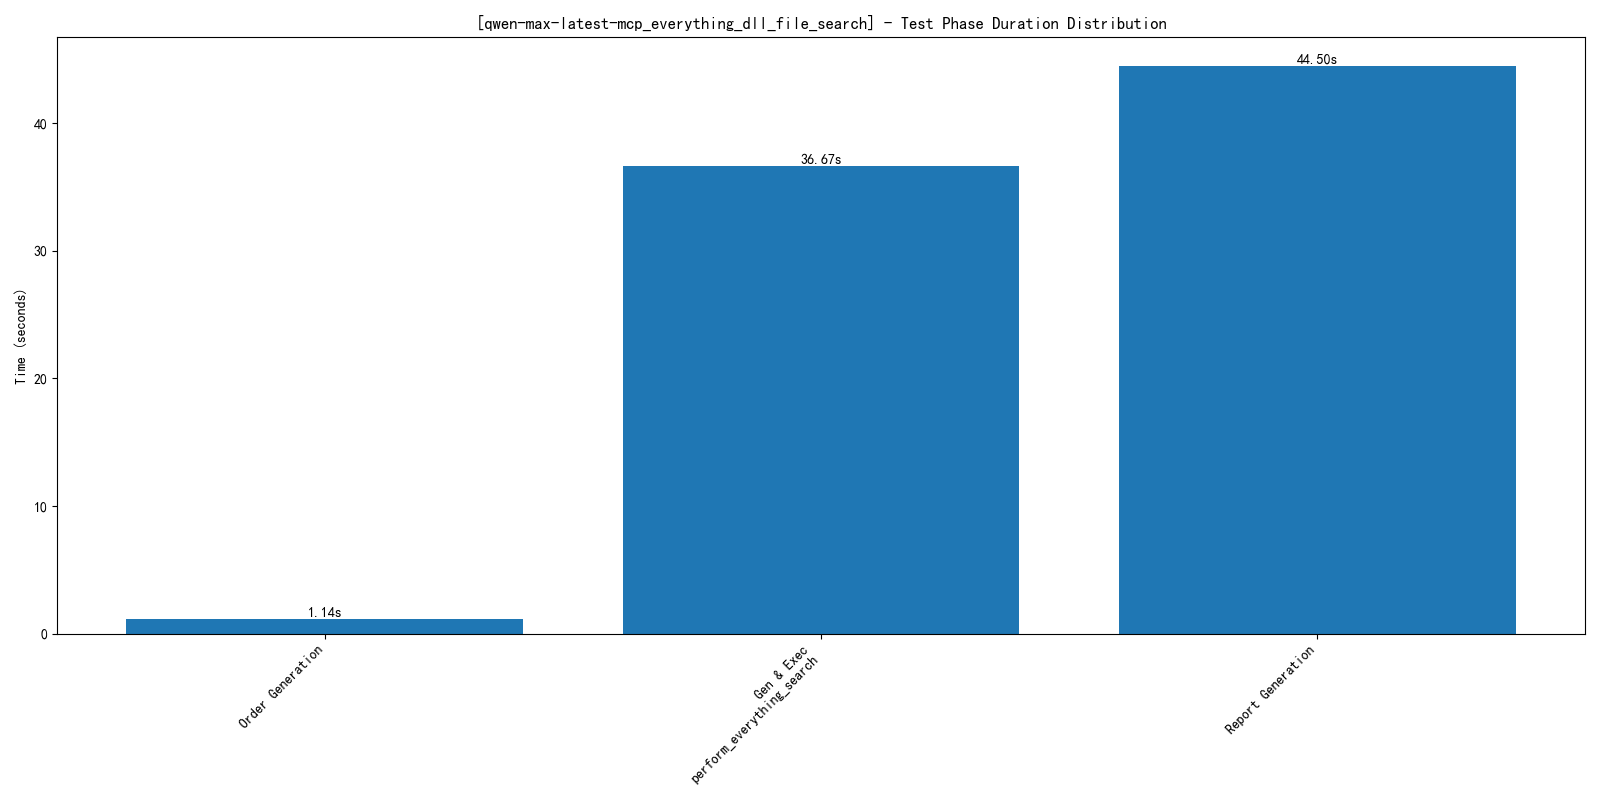 [qwen-max-latest-mcp_everything_dll_file_search] - Test Phase Duration Distribution
44.50s
36.67s
1.14s
Time (seconds)
40
30
20
10
0
Order Generation
Gen & Exec
perform_everything_search
Report Generation